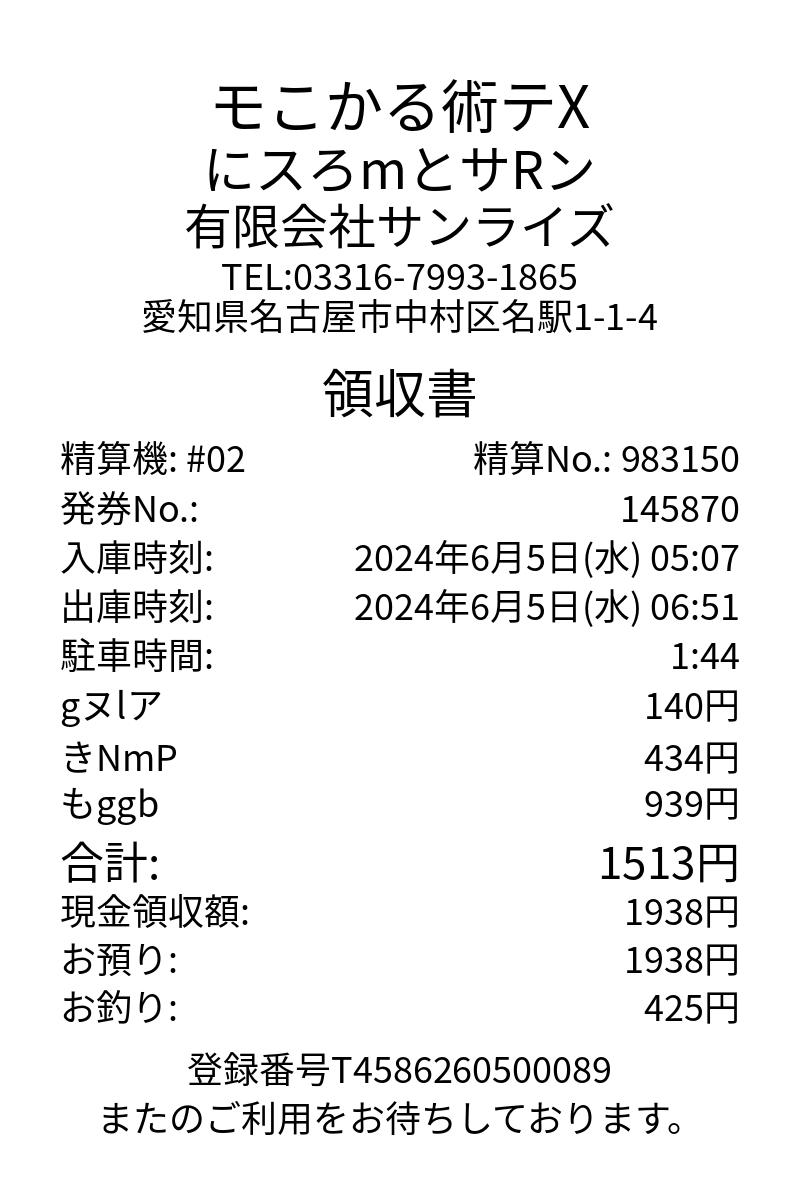 モこかる術テX
にスろmとサRン
有限会社サンライズ
TEL:03316-7993-1865
愛知県名古屋市中村区名駅1-1-4
領収書
精算機: #02 精算No.: 983150
発券No.: 145870
入庫時刻: 2024年6月5日(水) 05:07
出庫時刻: 2024年6月5日(水) 06:51
駐車時間: 1:44
gヌlア 140円
きNmP 434円
もggb 939円
合計: 1513円
現金領収額: 1938円
お預り: 1938円
お釣り: 425円
登録番号T4586260500089
またのご利用をお待ちしております。